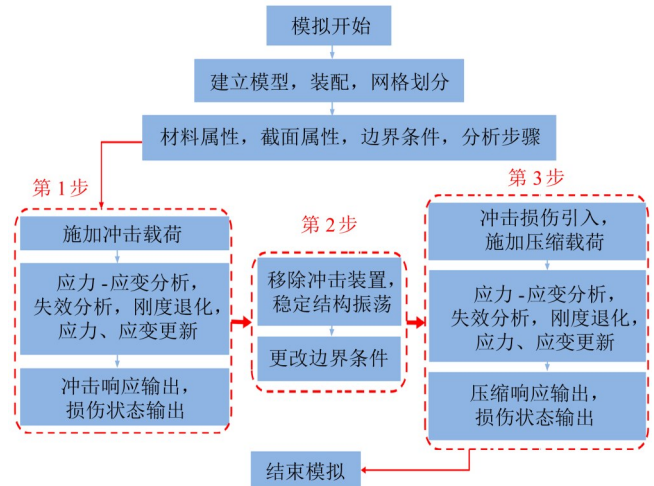 模拟开始
建立模型，装配，网格划分
材料属性，截面属性，边界条件，分析步骤
第1步
施加冲击载荷
应力-应变分析，
失效分析，刚度退化，
应力、应变更新
冲击响应输出，
损伤状态输出
第2步
移除冲击装置，
稳定结构振荡
更改边界条件
第3步
冲击损伤引入，
施加压缩载荷
应力-应变分析，
失效分析，刚度退化，
应力、应变更新
压缩响应输出，
损伤状态输出
结束模拟